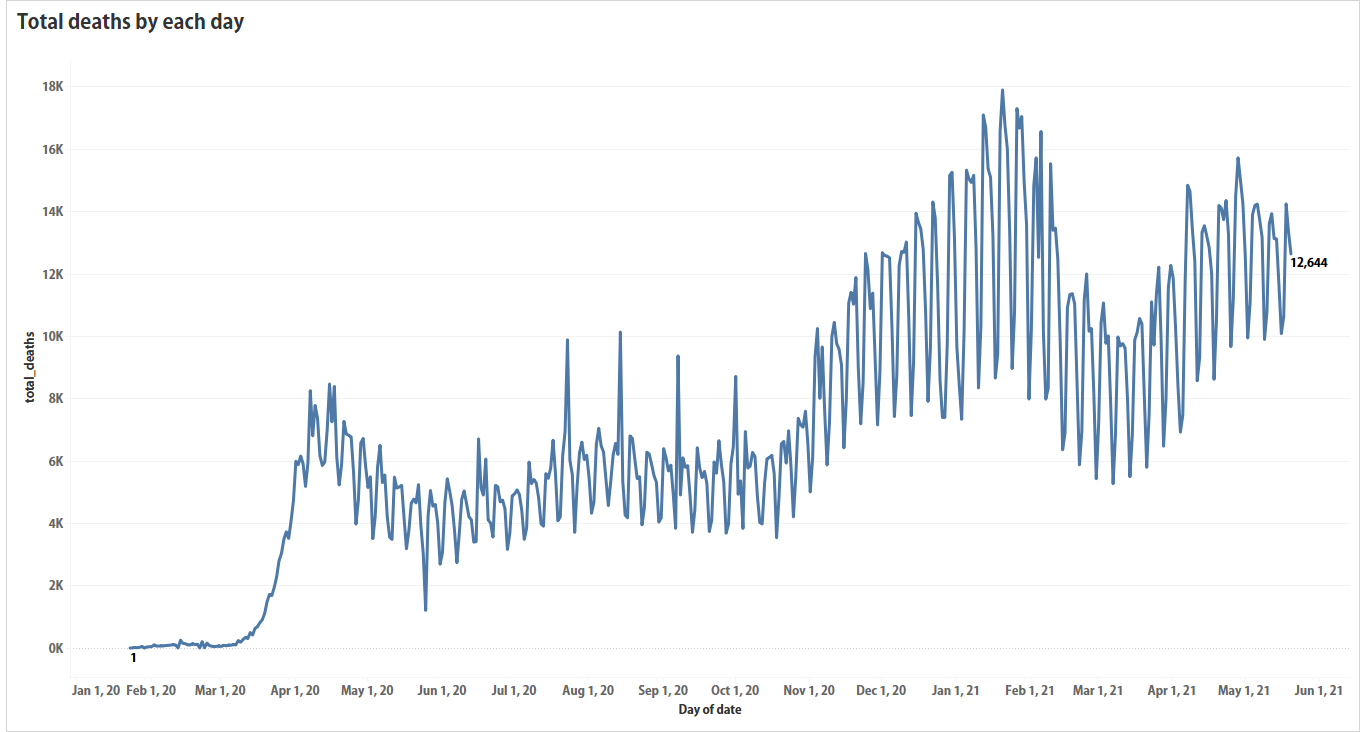 Total deaths by each day
18K
16K
14K
12K
10K
8K
6K
4K
2K
0K
total_deaths
12,644
1
Jan 1, 20 Feb 1, 20 Mar 1, 20 Apr 1, 20 May 1, 20 Jun 1, 20 Jul 1, 20 Aug 1, 20 Sep 1, 20 Oct 1, 20 Nov 1, 20 Dec 1, 20 Jan 1, 21 Feb 1, 21 Mar 1, 21 Apr 1, 21 May 1, 21 Jun 1, 21
Day of date